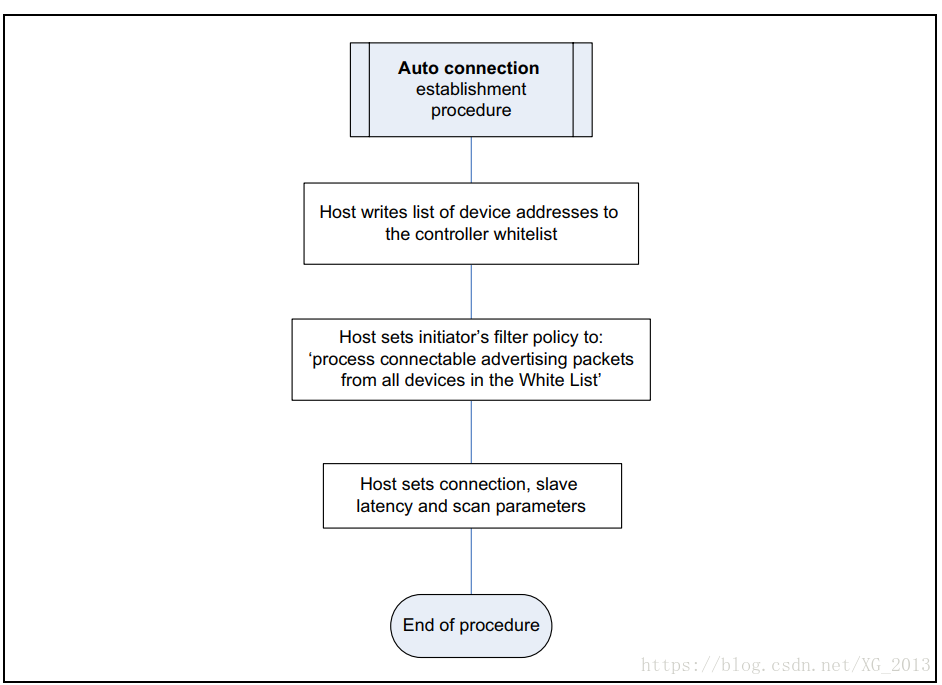 Auto connection
establishment
procedure
Host writes list of device addresses to
the controller whitelist
Host sets initiator’s filter policy to:
‘process connectable advertising packets
from all devices in the White List’
Host sets connection, slave
latency and scan parameters
End of procedure
https://blog.csdn.net/XG_2013